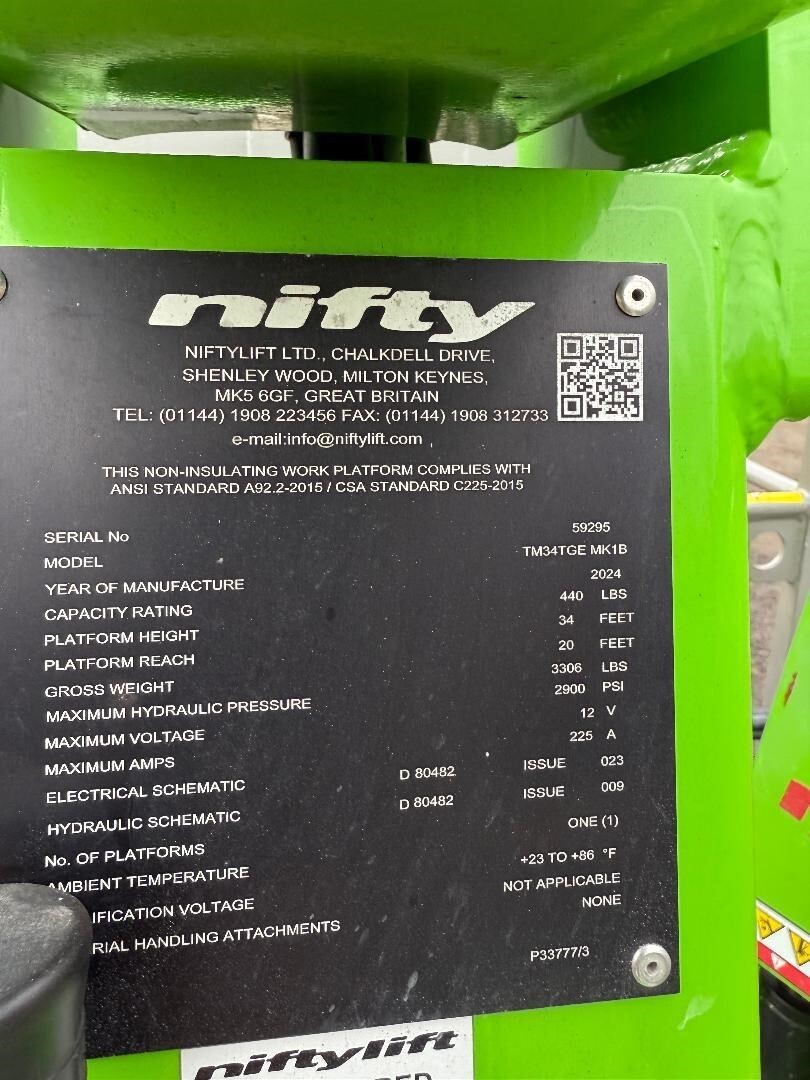 nifty
NIFTYLIFT LTD., CHALKDELL DRIVE,
SHENLEY WOOD, MILTON KEYNES,
MK5 6GF, GREAT BRITAIN
TEL: (01144) 1908 223456 FAX: (01144) 1908 312733
e-mail:info@niftylift.com
THIS NON-INSULATING WORK PLATFORM COMPLIES WITH
ANSI STANDARD A92.2-2015 / CSA STANDARD C225-2015
SERIAL No 59295
MODEL TM34TGE MK1B
YEAR OF MANUFACTURE 2024
CAPACITY RATING 440 LBS
PLATFORM HEIGHT 34 FEET
PLATFORM REACH 20 FEET
GROSS WEIGHT 3306 LBS
MAXIMUM HYDRAULIC PRESSURE 2900 PSI
MAXIMUM VOLTAGE 12 V
MAXIMUM AMPS 225 A
ELECTRICAL SCHEMATIC D 80482 ISSUE 023
HYDRAULIC SCHEMATIC D 80482 ISSUE 009
No. OF PLATFORMS ONE (1)
AMBIENT TEMPERATURE +23 TO +86 °F
IFICATION VOLTAGE NOT APPLICABLE
RIAL HANDLING ATTACHMENTS NONE
P33777/3
niftylift